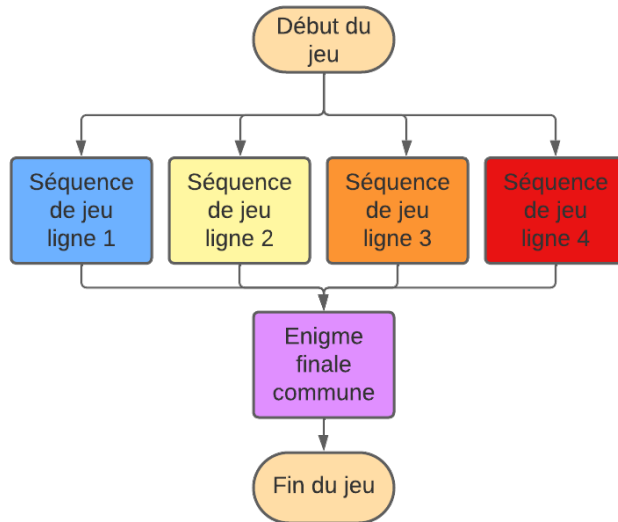 Début du
jeu
Séquence
de jeu
ligne 1
Séquence
de jeu
ligne 2
Séquence
de jeu
ligne 3
Séquence
de jeu
ligne 4
Enigme
finale
commune
Fin du jeu